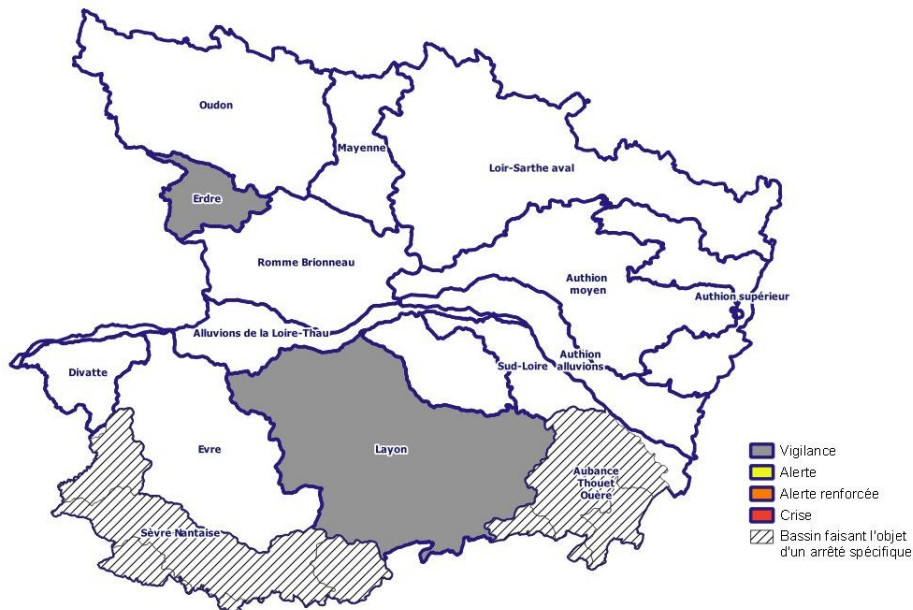 Oudon
Mayenne
Loir-Sarthe aval
Erdre
Romme Brionneau
Authion
moyen
Authion supérieur
Alluvions de la Loire-Thau
Authion
alluvions
Sud-Loire
Divatte
Evre
Layon
Aubance
Thouet
Ouère
Sèvre Nantaise
Vigilance
Alerte
Alerte renforcée
Crise
Bassin faisant l'objet
d'un arrêté spécifique